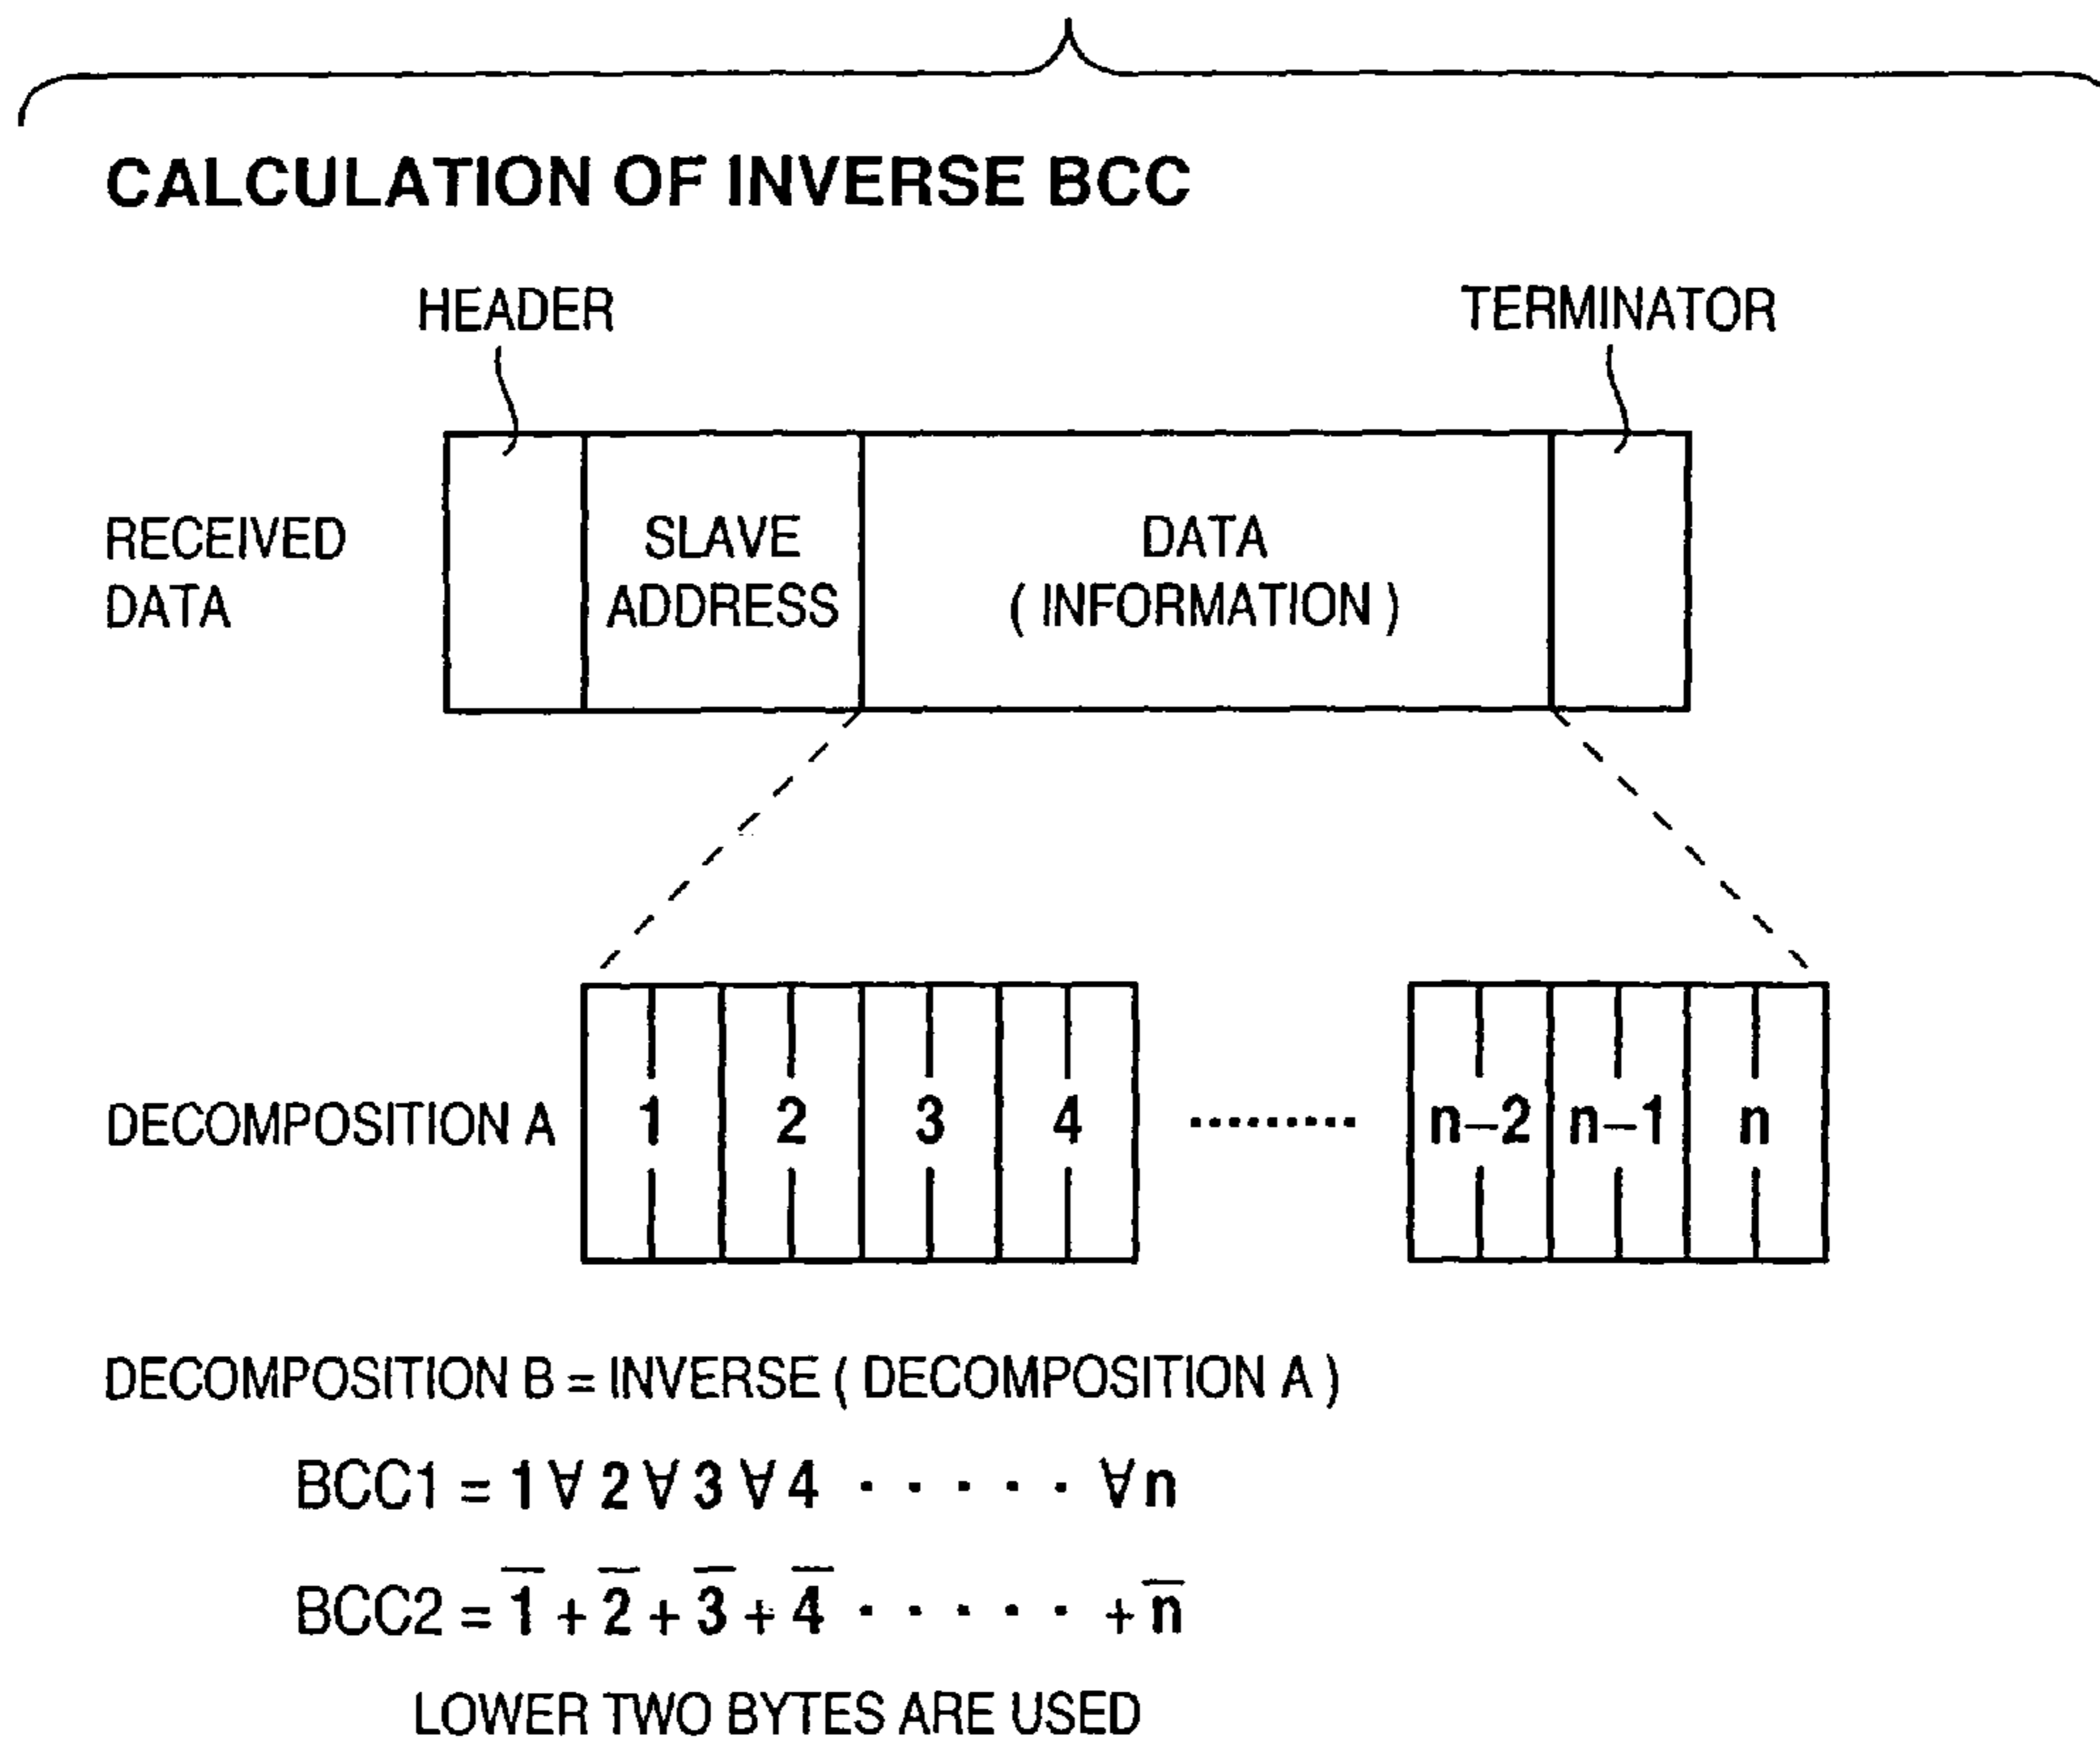 CALCULATION OF INVERSE BCC
HEADER
TERMINATOR
RECEIVED
DATA
SLAVE
ADDRESS
DATA
( INFORMATION )
DECOMPOSITION A
1 2 3 4 ......... n–2 n–1 n
DECOMPOSITION B = INVERSE ( DECOMPOSITION A )
BCC1 = 1 ∀ 2 ∀ 3 ∀ 4 · · · · · ∀ n
BCC2 = 1̅ + 2̅ + 3̅ + 4̅ · · · · · + n̅
LOWER TWO BYTES ARE USED